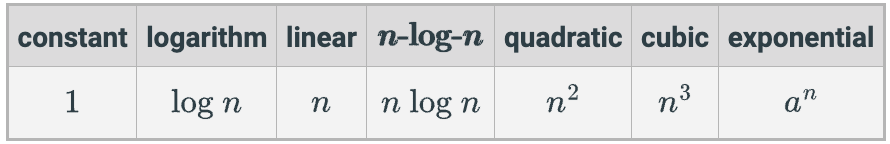 constant logarithm linear n-log-n quadratic cubic exponential
1 log n n n log n n² n³ aⁿ